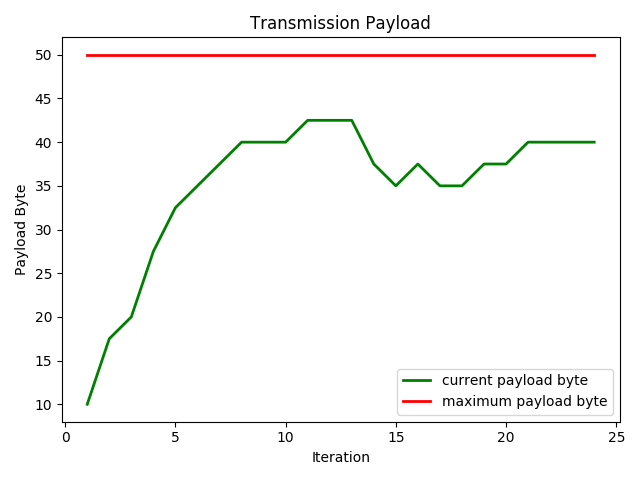 Transmission Payload
50
45
40
35
30
25
20
15
10
Payload Byte
0 5 10 15 20 25
Iteration
current payload byte
maximum payload byte